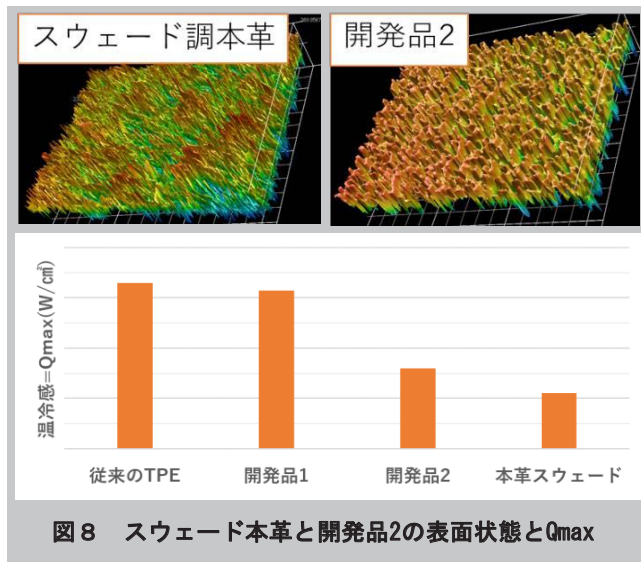 スウェード調本革
開発品2
温冷感=Qmax(W/c㎡)
従来のTPE
開発品1
開発品2
本革スウェード
図8 スウェード本革と開発品2の表面状態とQmax